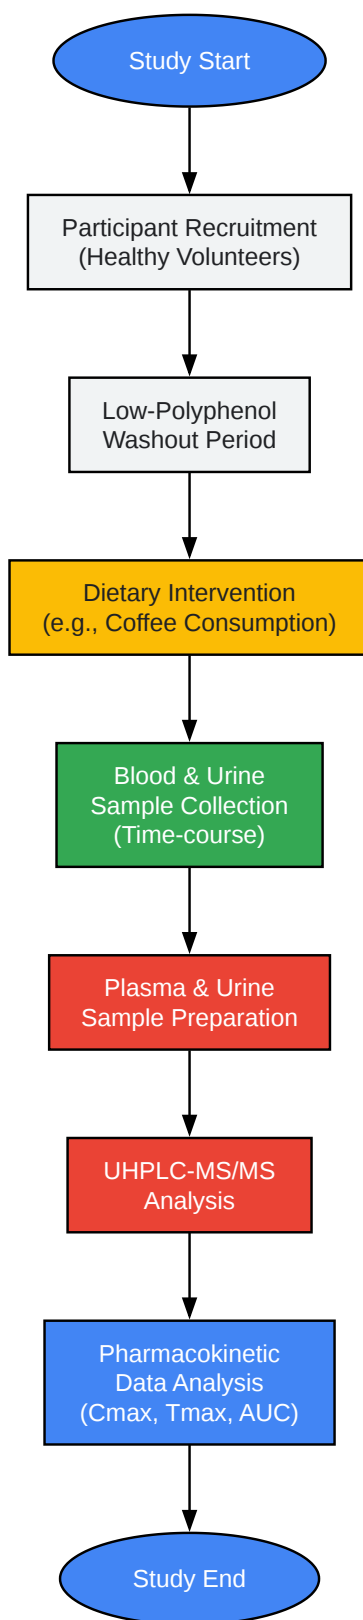 Study Start
Participant Recruitment
(Healthy Volunteers)
Low-Polyphenol
Washout Period
Dietary Intervention
(e.g., Coffee Consumption)
Blood & Urine
Sample Collection
(Time-course)
Plasma & Urine
Sample Preparation
UHPLC-MS/MS
Analysis
Pharmacokinetic
Data Analysis
(Cmax, Tmax, AUC)
Study End